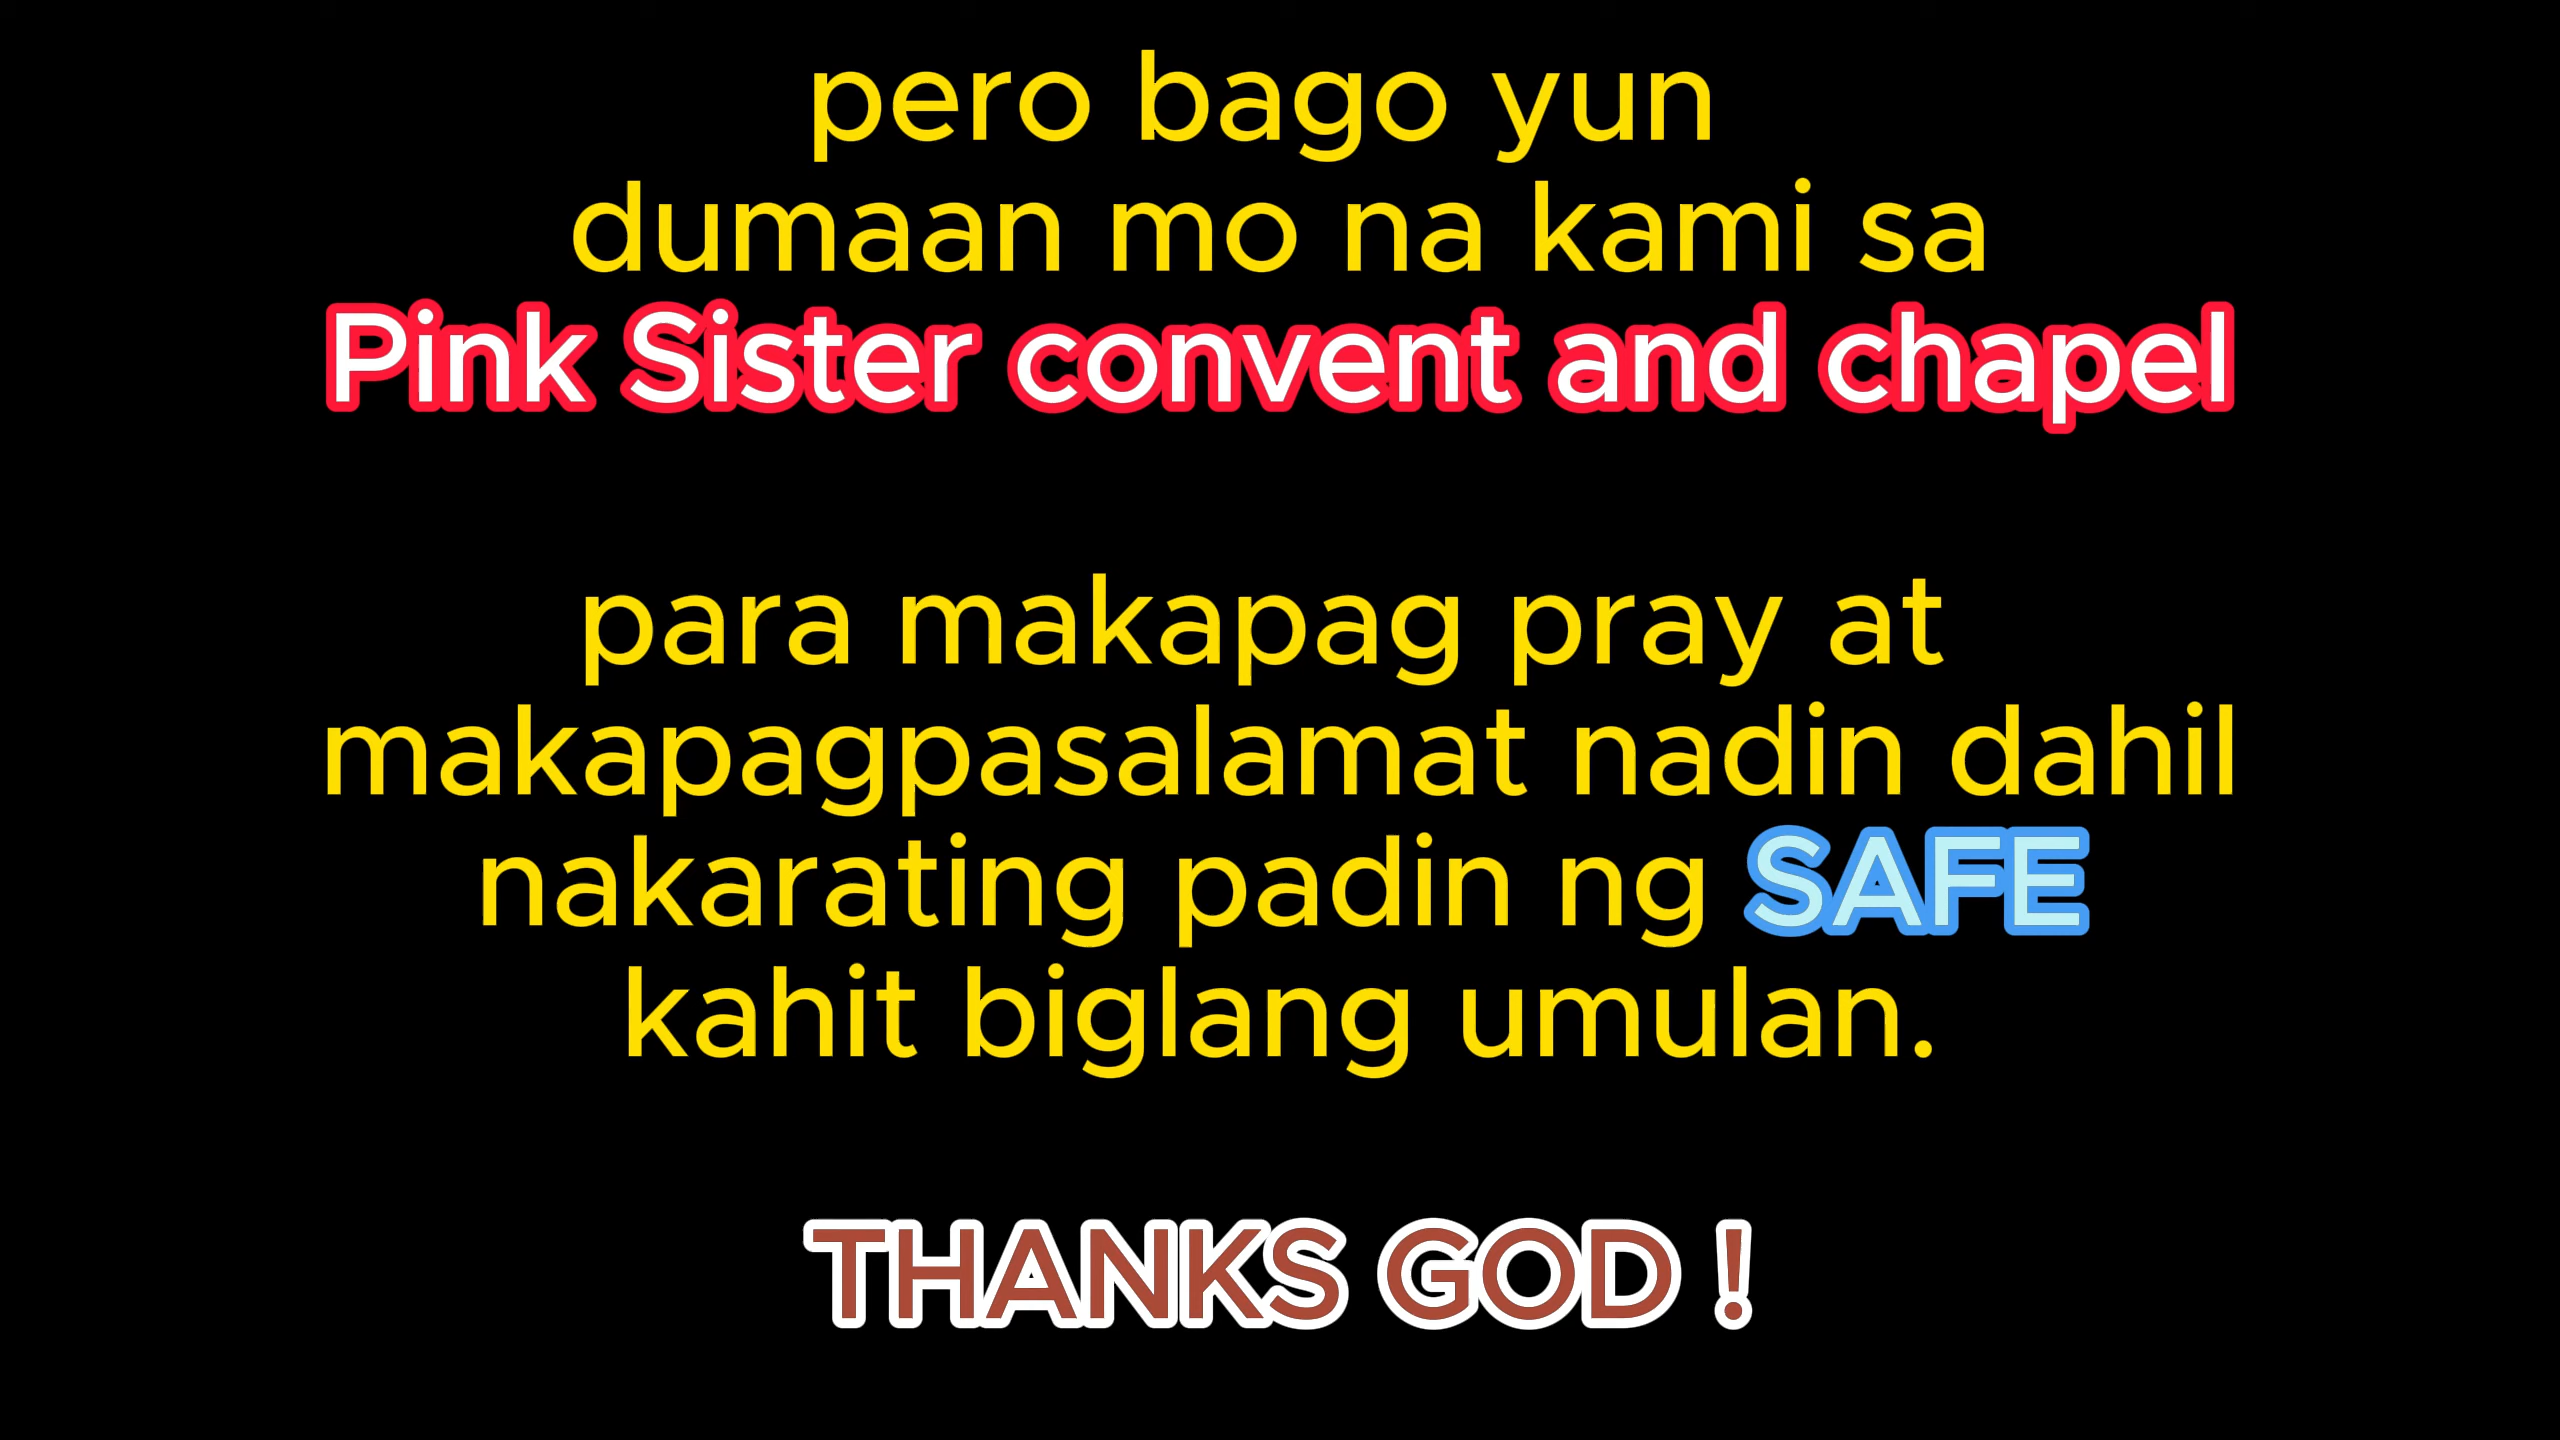 pero bago yun
dumaan mo na kami sa
Pink Sister convent and chapel
para makapag pray at
makapagpasalamat nadin dahil
nakarating padin ng SAFE
kahit biglang umulan.
THANKS GOD !